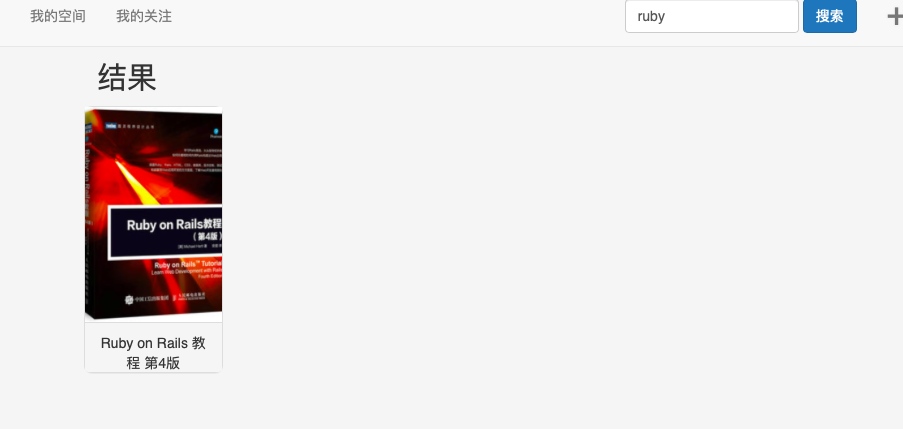 我的空间 我的关注 ruby 搜索
结果
Ruby on Rails教程
（第4版）
Ruby on Rails™ Tutorial
Learn Web Development with Rails
Fourth Edition
Ruby on Rails 教
程 第4版